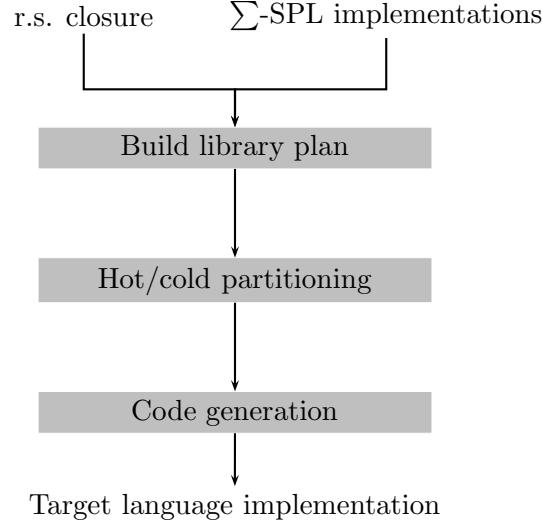 r.s. closure
∑-SPL implementations
Build library plan
Hot/cold partitioning
Code generation
Target language implementation